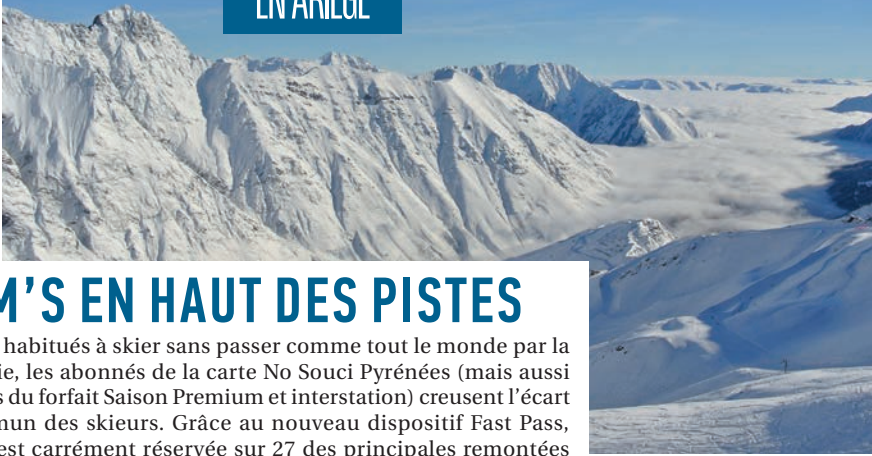 EN ARIÈGE
M’S EN HAUT DES PISTES
habitués à skier sans passer comme tout le monde par la
les abonnés de la carte No Souci Pyrénées (mais aussi
du forfait Saison Premium et interstation) creusent l’écart
des skieurs. Grâce au nouveau dispositif Fast Pass,
est carrément réservée sur 27 des principales remontées